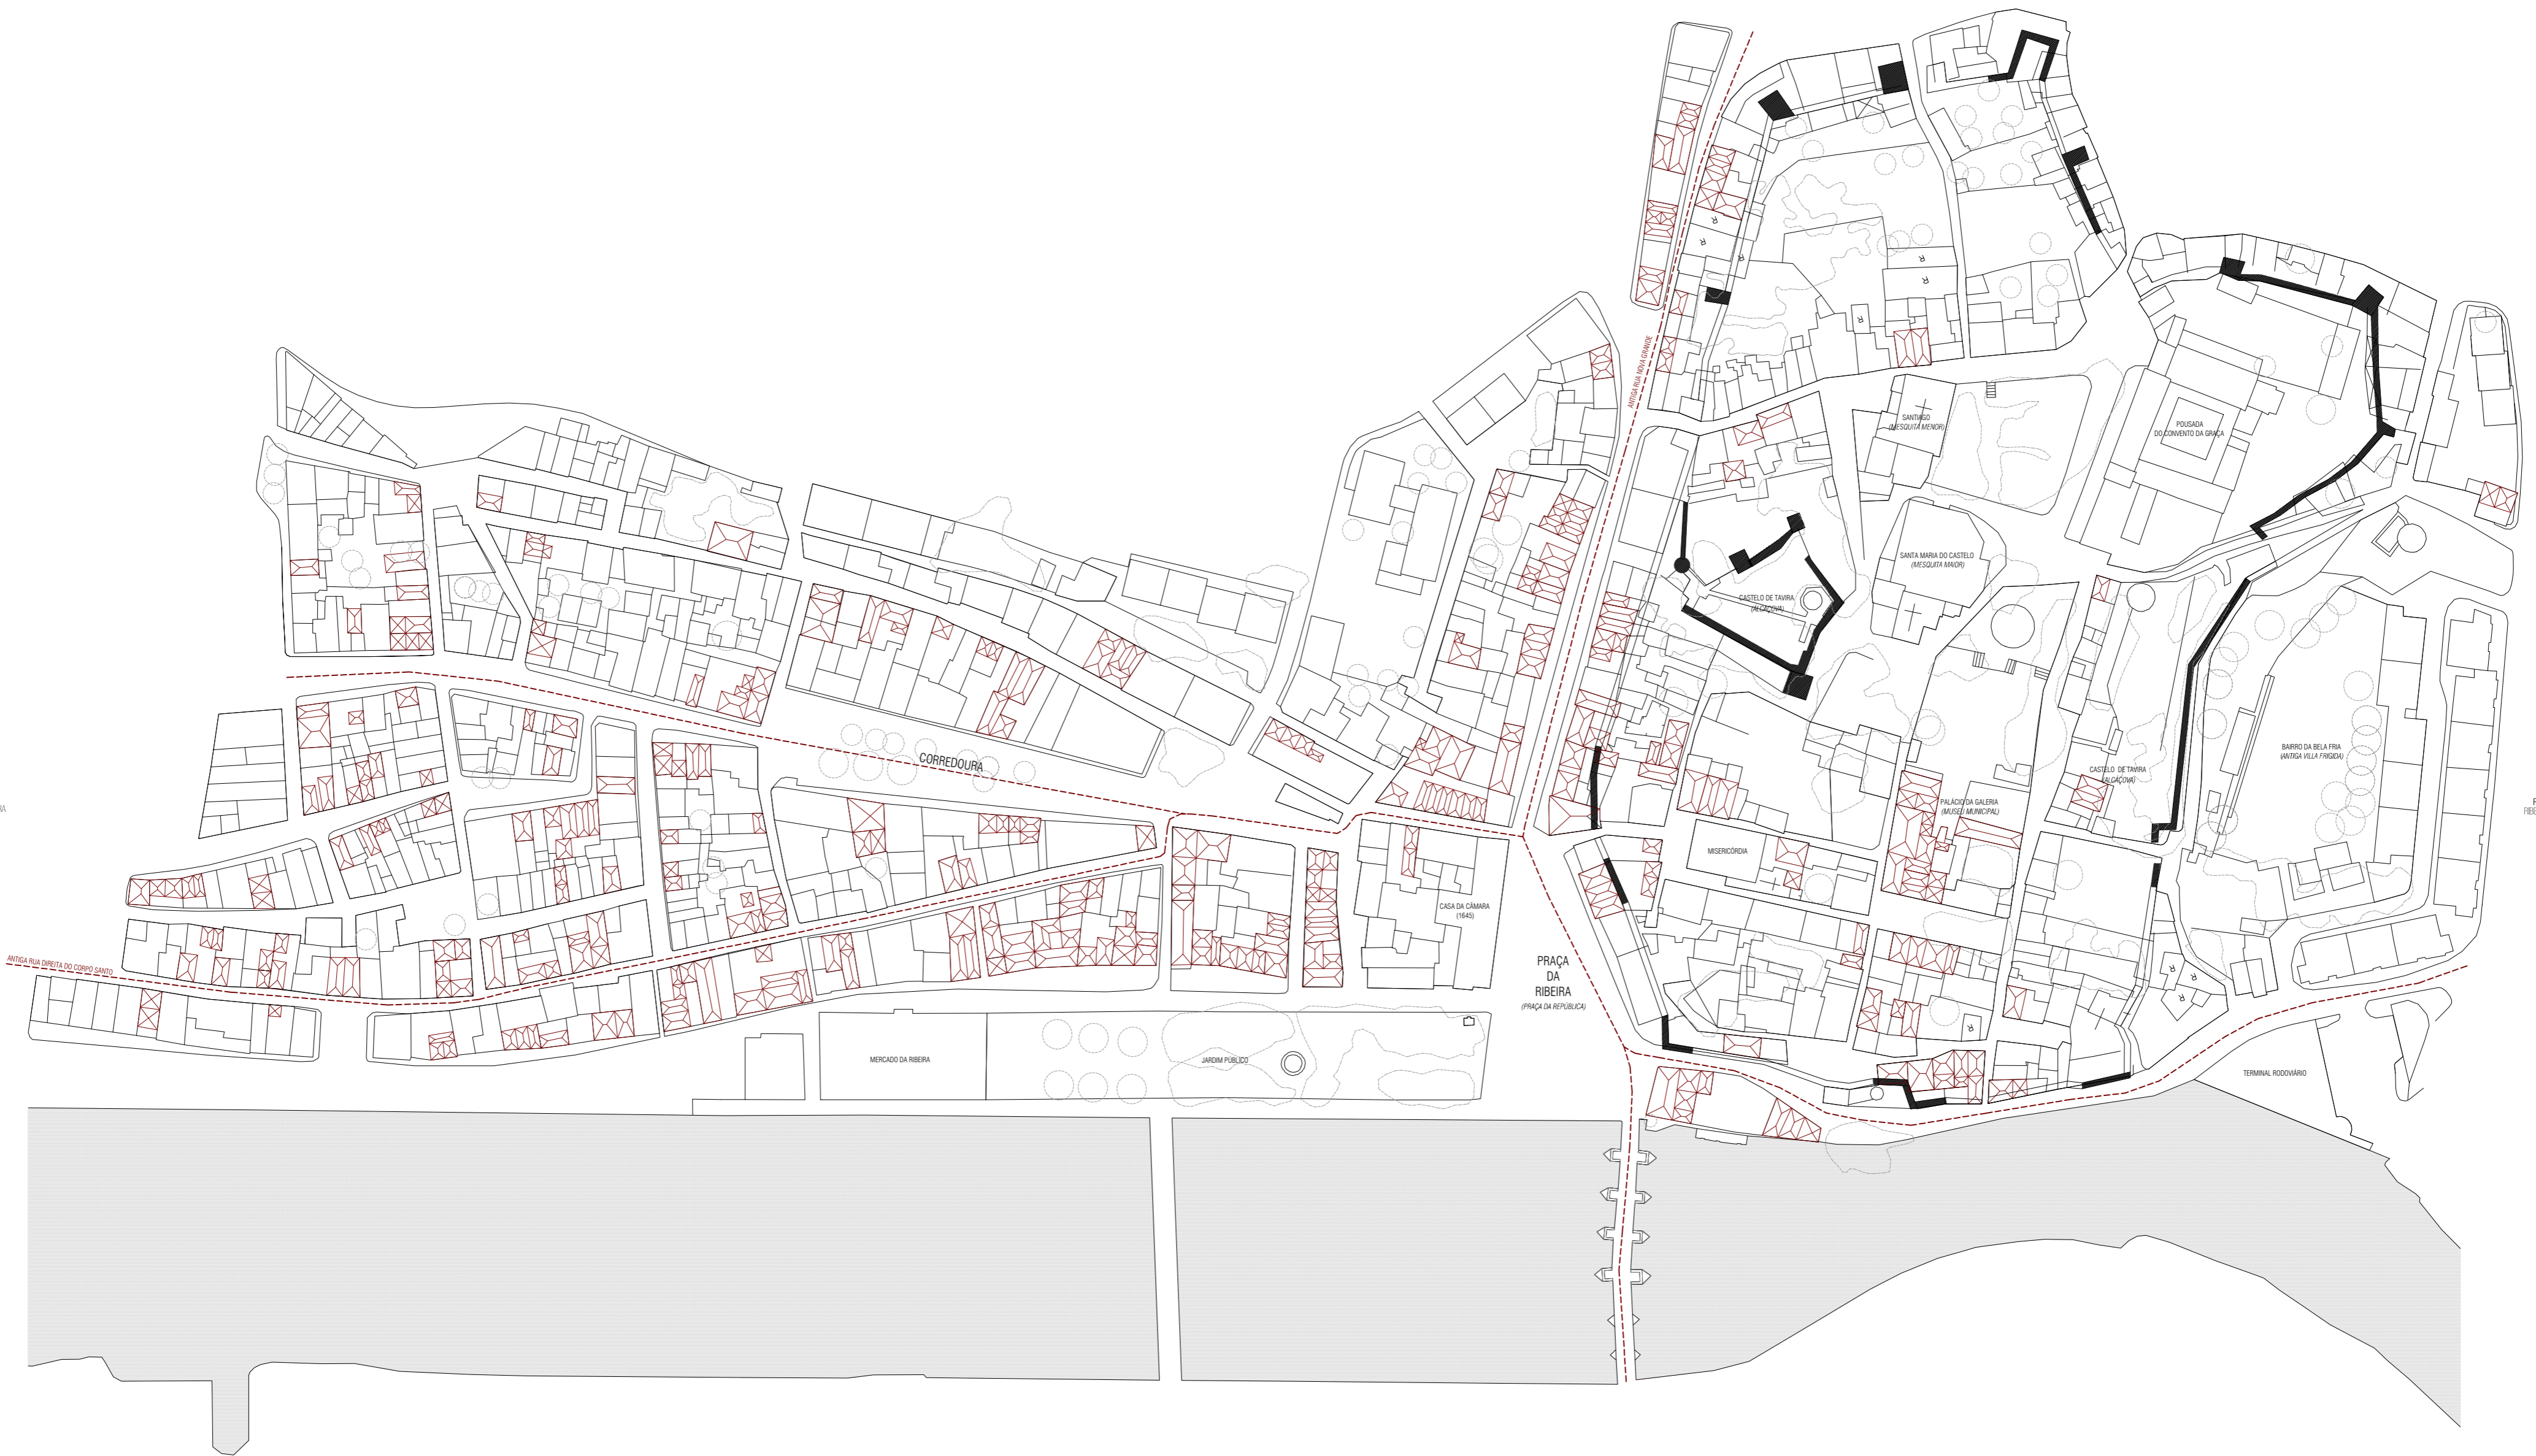 ANTIGA RUA NOVA GRANDE
SANTIAGO
(MESQUITA MENOR)
POUSADA
DO CONVENTO DA GRAÇA
SANTA MARIA DO CASTELO
(MESQUITA MAIOR)
CASTELO DE TAVIRA
(ALCAÇOVA)
CORREDOURA
BAIRRO DA BELA FRIA
(ANTIGA VILLA FRIGIDA)
CASTELO DE TAVIRA
(ALCAÇOVA)
PALÁCIO DA GALERIA
(MUSEU MUNICIPAL)
MISERICÓRDIA
CASA DA CÂMARA
(1645)
ANTIGA RUA DIREITA DO CORPO SANTO
PRAÇA
DA
RIBEIRA
(PRAÇA DA REPÚBLICA)
MERCADO DA RIBEIRA
JARDIM PÚBLICO
TERMINAL RODOVIÁRIO